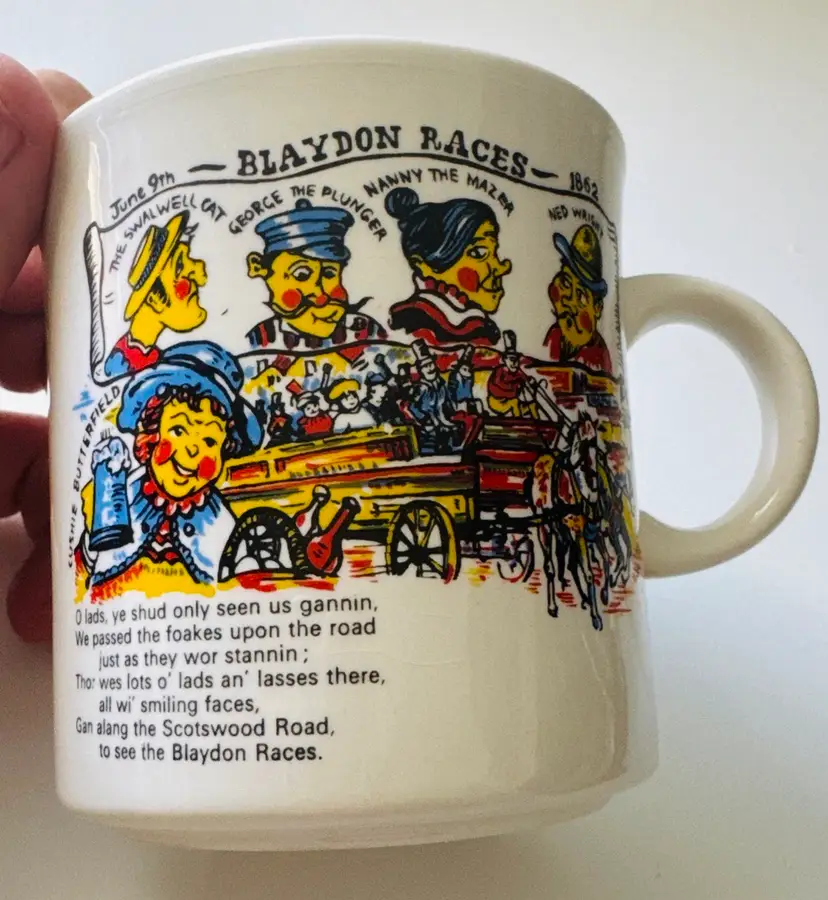 June 9th — BLAYDON RACES — 1862
THE SWALWELL CAT
GEORGE THE PLUNGER
NANNY THE MAZER
NED WRIGHT
CUSHIE BUTTERFIELD
O lads, ye shud only seen us gannin,
We passed the foakes upon the road
just as they wor stannin;
Thor wes lots o' lads an' lasses there,
all wi' smiling faces,
Gan alang the Scotswood Road,
to see the Blaydon Races.